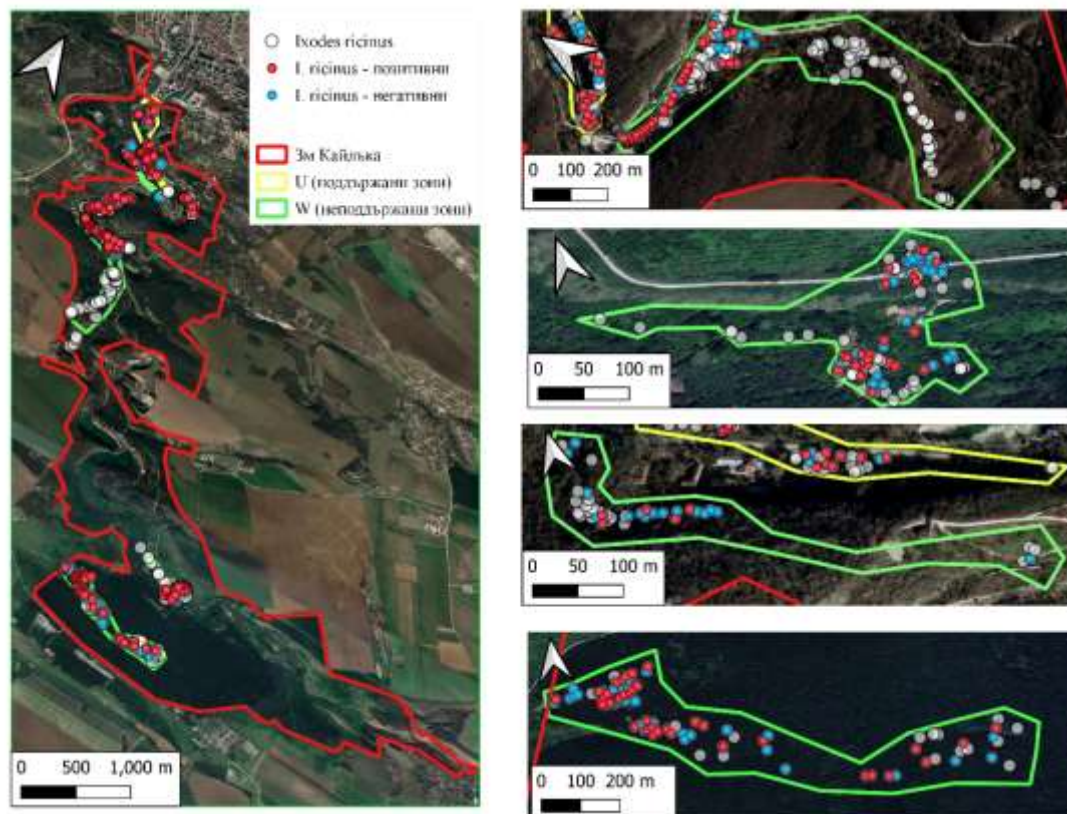 Ixodes ricinus
I. ricinus - позитивни
I. ricinus - негативни
Зм Кайлъка
U (поддържани зони)
W (неподдържани зони)
0 500 1,000 m
0 100 200 m
0 50 100 m
0 50 100 m
0 100 200 m